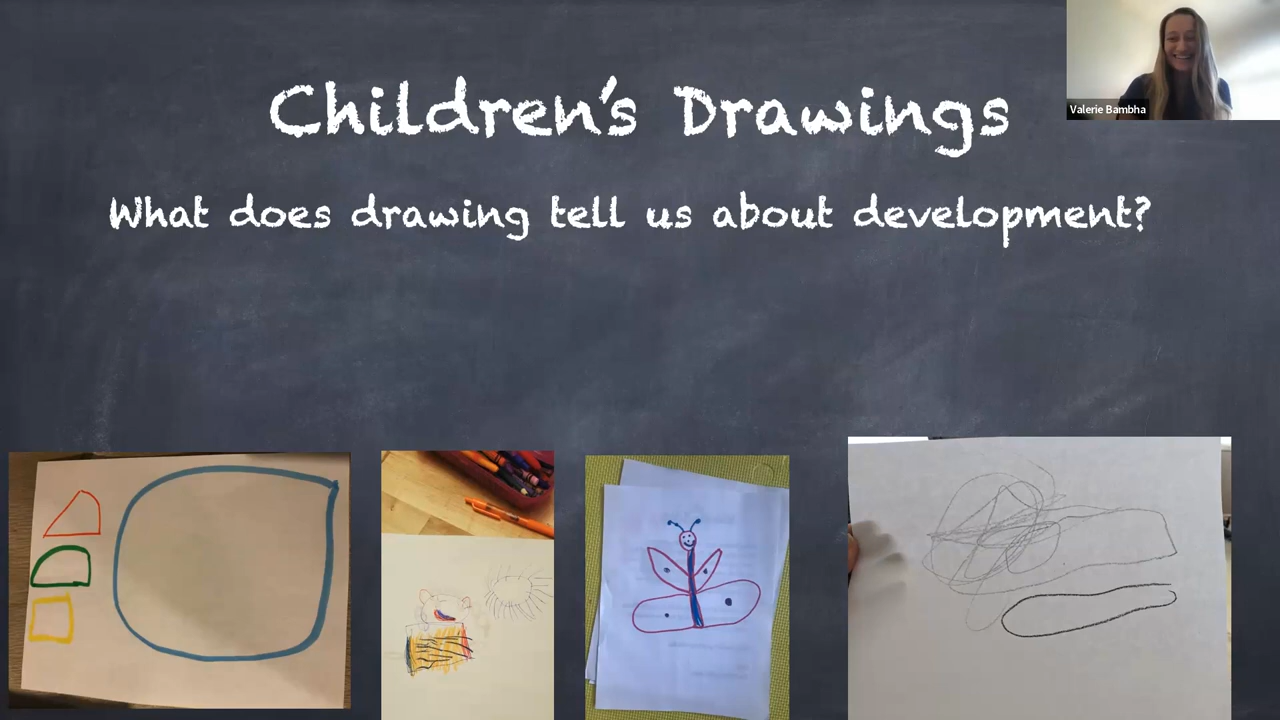 Children's Drawings
Valerie Bambha
What does drawing tell us about development?